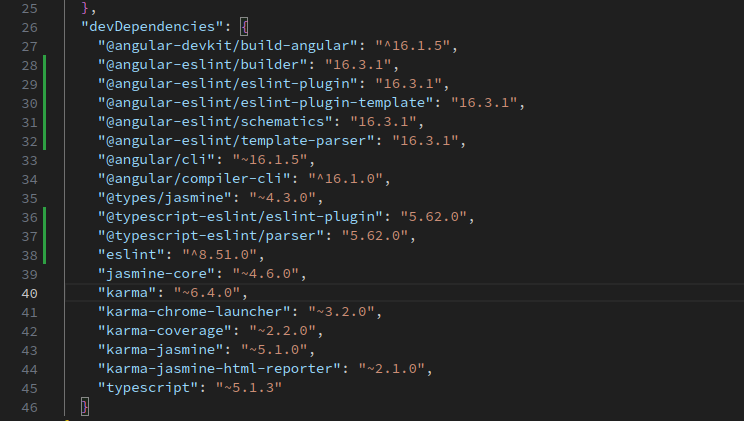 25 },
26 "devDependencies": {
27 "@angular-devkit/build-angular": "^16.1.5",
28 "@angular-eslint/builder": "16.3.1",
29 "@angular-eslint/eslint-plugin": "16.3.1",
30 "@angular-eslint/eslint-plugin-template": "16.3.1",
31 "@angular-eslint/schematics": "16.3.1",
32 "@angular-eslint/template-parser": "16.3.1",
33 "@angular/cli": "~16.1.5",
34 "@angular/compiler-cli": "^16.1.0",
35 "@types/jasmine": "~4.3.0",
36 "@typescript-eslint/eslint-plugin": "5.62.0",
37 "@typescript-eslint/parser": "5.62.0",
38 "eslint": "^8.51.0",
39 "jasmine-core": "~4.6.0",
40 "karma": "~6.4.0",
41 "karma-chrome-launcher": "~3.2.0",
42 "karma-coverage": "~2.2.0",
43 "karma-jasmine": "~5.1.0",
44 "karma-jasmine-html-reporter": "~2.1.0",
45 "typescript": "~5.1.3"
46 }